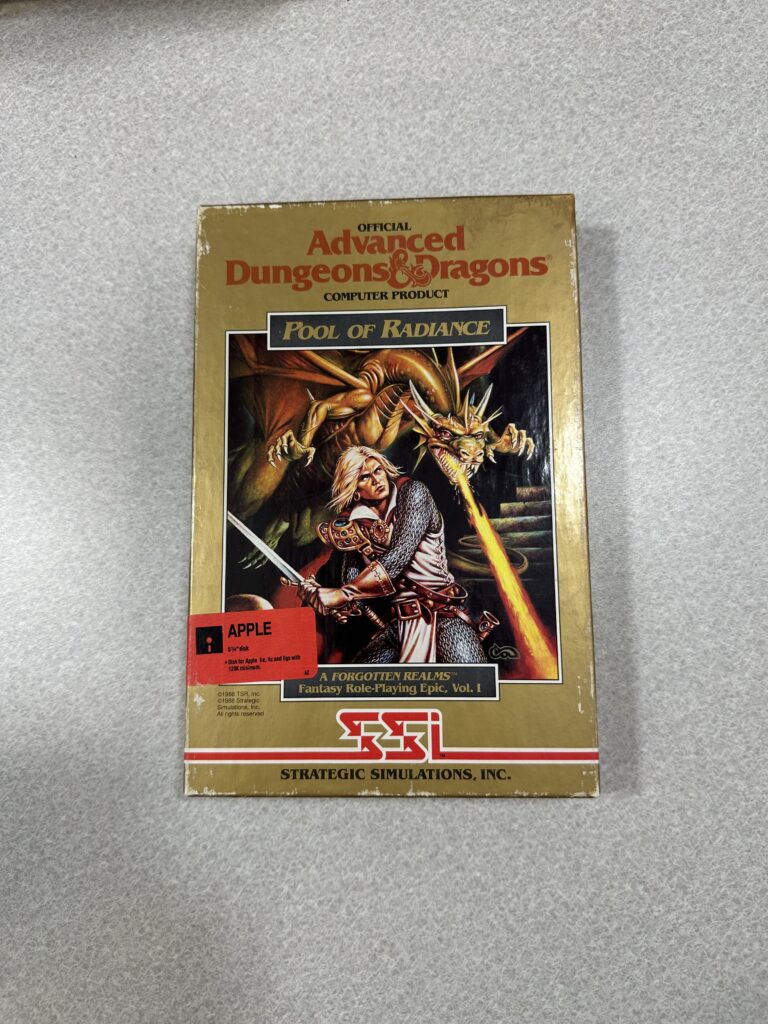 OFFICIAL
Advanced
Dungeons & Dragons®
COMPUTER PRODUCT
POOL OF RADIANCE
APPLE
5¼" disk
• Disk for Apple IIe, IIc and IIgs with
128K minimum.
A FORGOTTEN REALMS™
Fantasy Role-Playing Epic, Vol. I
©1988 TSR, Inc.
©1988 Strategic
Simulations, Inc.
All rights reserved
SSI
STRATEGIC SIMULATIONS, INC.